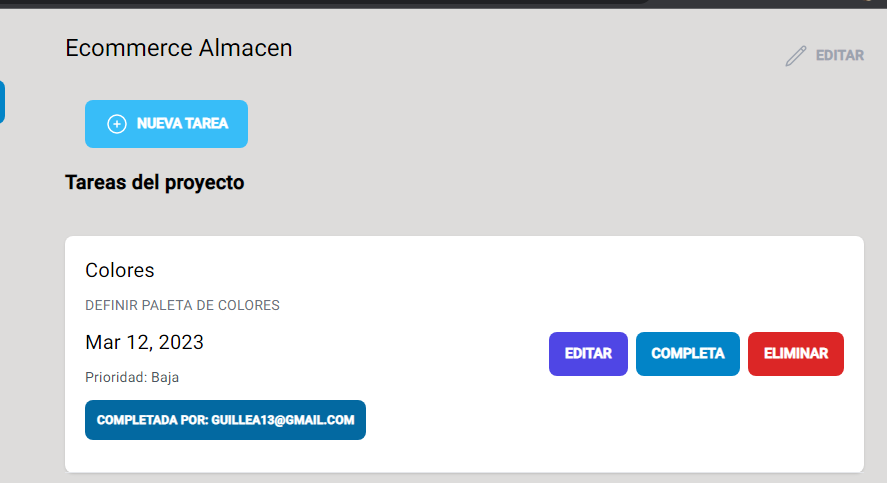 Ecommerce Almacen
EDITAR
NUEVA TAREA
Tareas del proyecto
Colores
DEFINIR PALETA DE COLORES
Mar 12, 2023
EDITAR COMPLETA ELIMINAR
Prioridad: Baja
COMPLETADA POR: GUILLEA13@GMAIL.COM